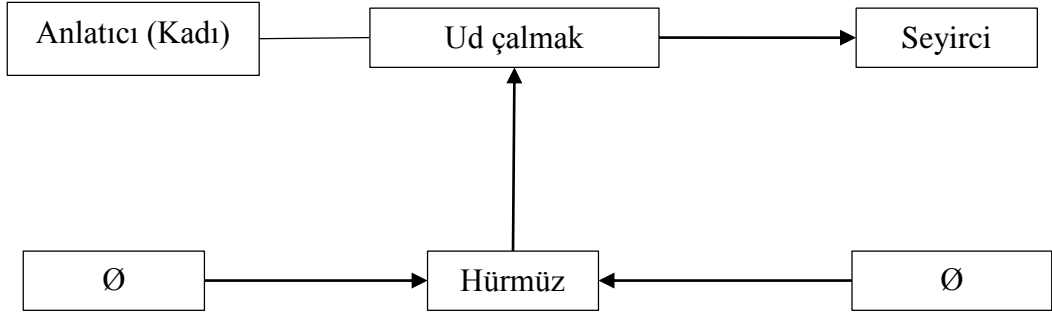 Anlatıcı (Kadı)
Ud çalmak
Seyirci
Ø
Hürmüz
Ø